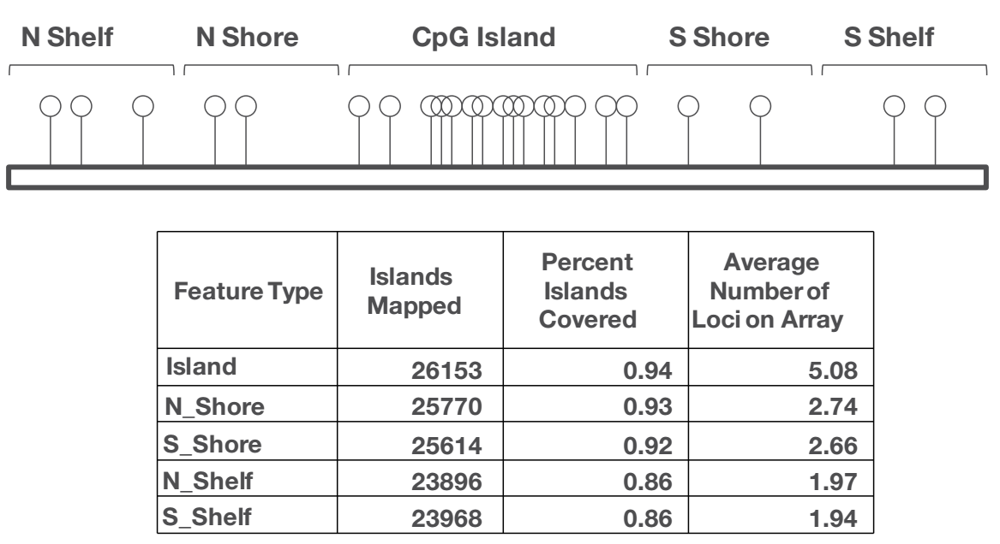 N Shelf N Shore CpG Island S Shore S Shelf
Feature Type Islands Mapped Percent Islands Covered Average Number of Loci on Array
Island 26153 0.94 5.08
N_Shore 25770 0.93 2.74
S_Shore 25614 0.92 2.66
N_Shelf 23896 0.86 1.97
S_Shelf 23968 0.86 1.94